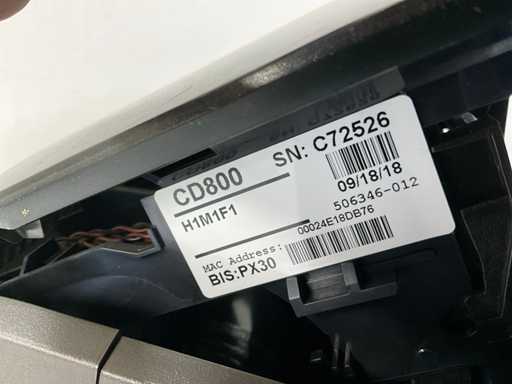 CD800
SN: C72526
H1M1F1
09/18/18
506346-012
MAC Address:
00024E18DB76
BIS:PX30